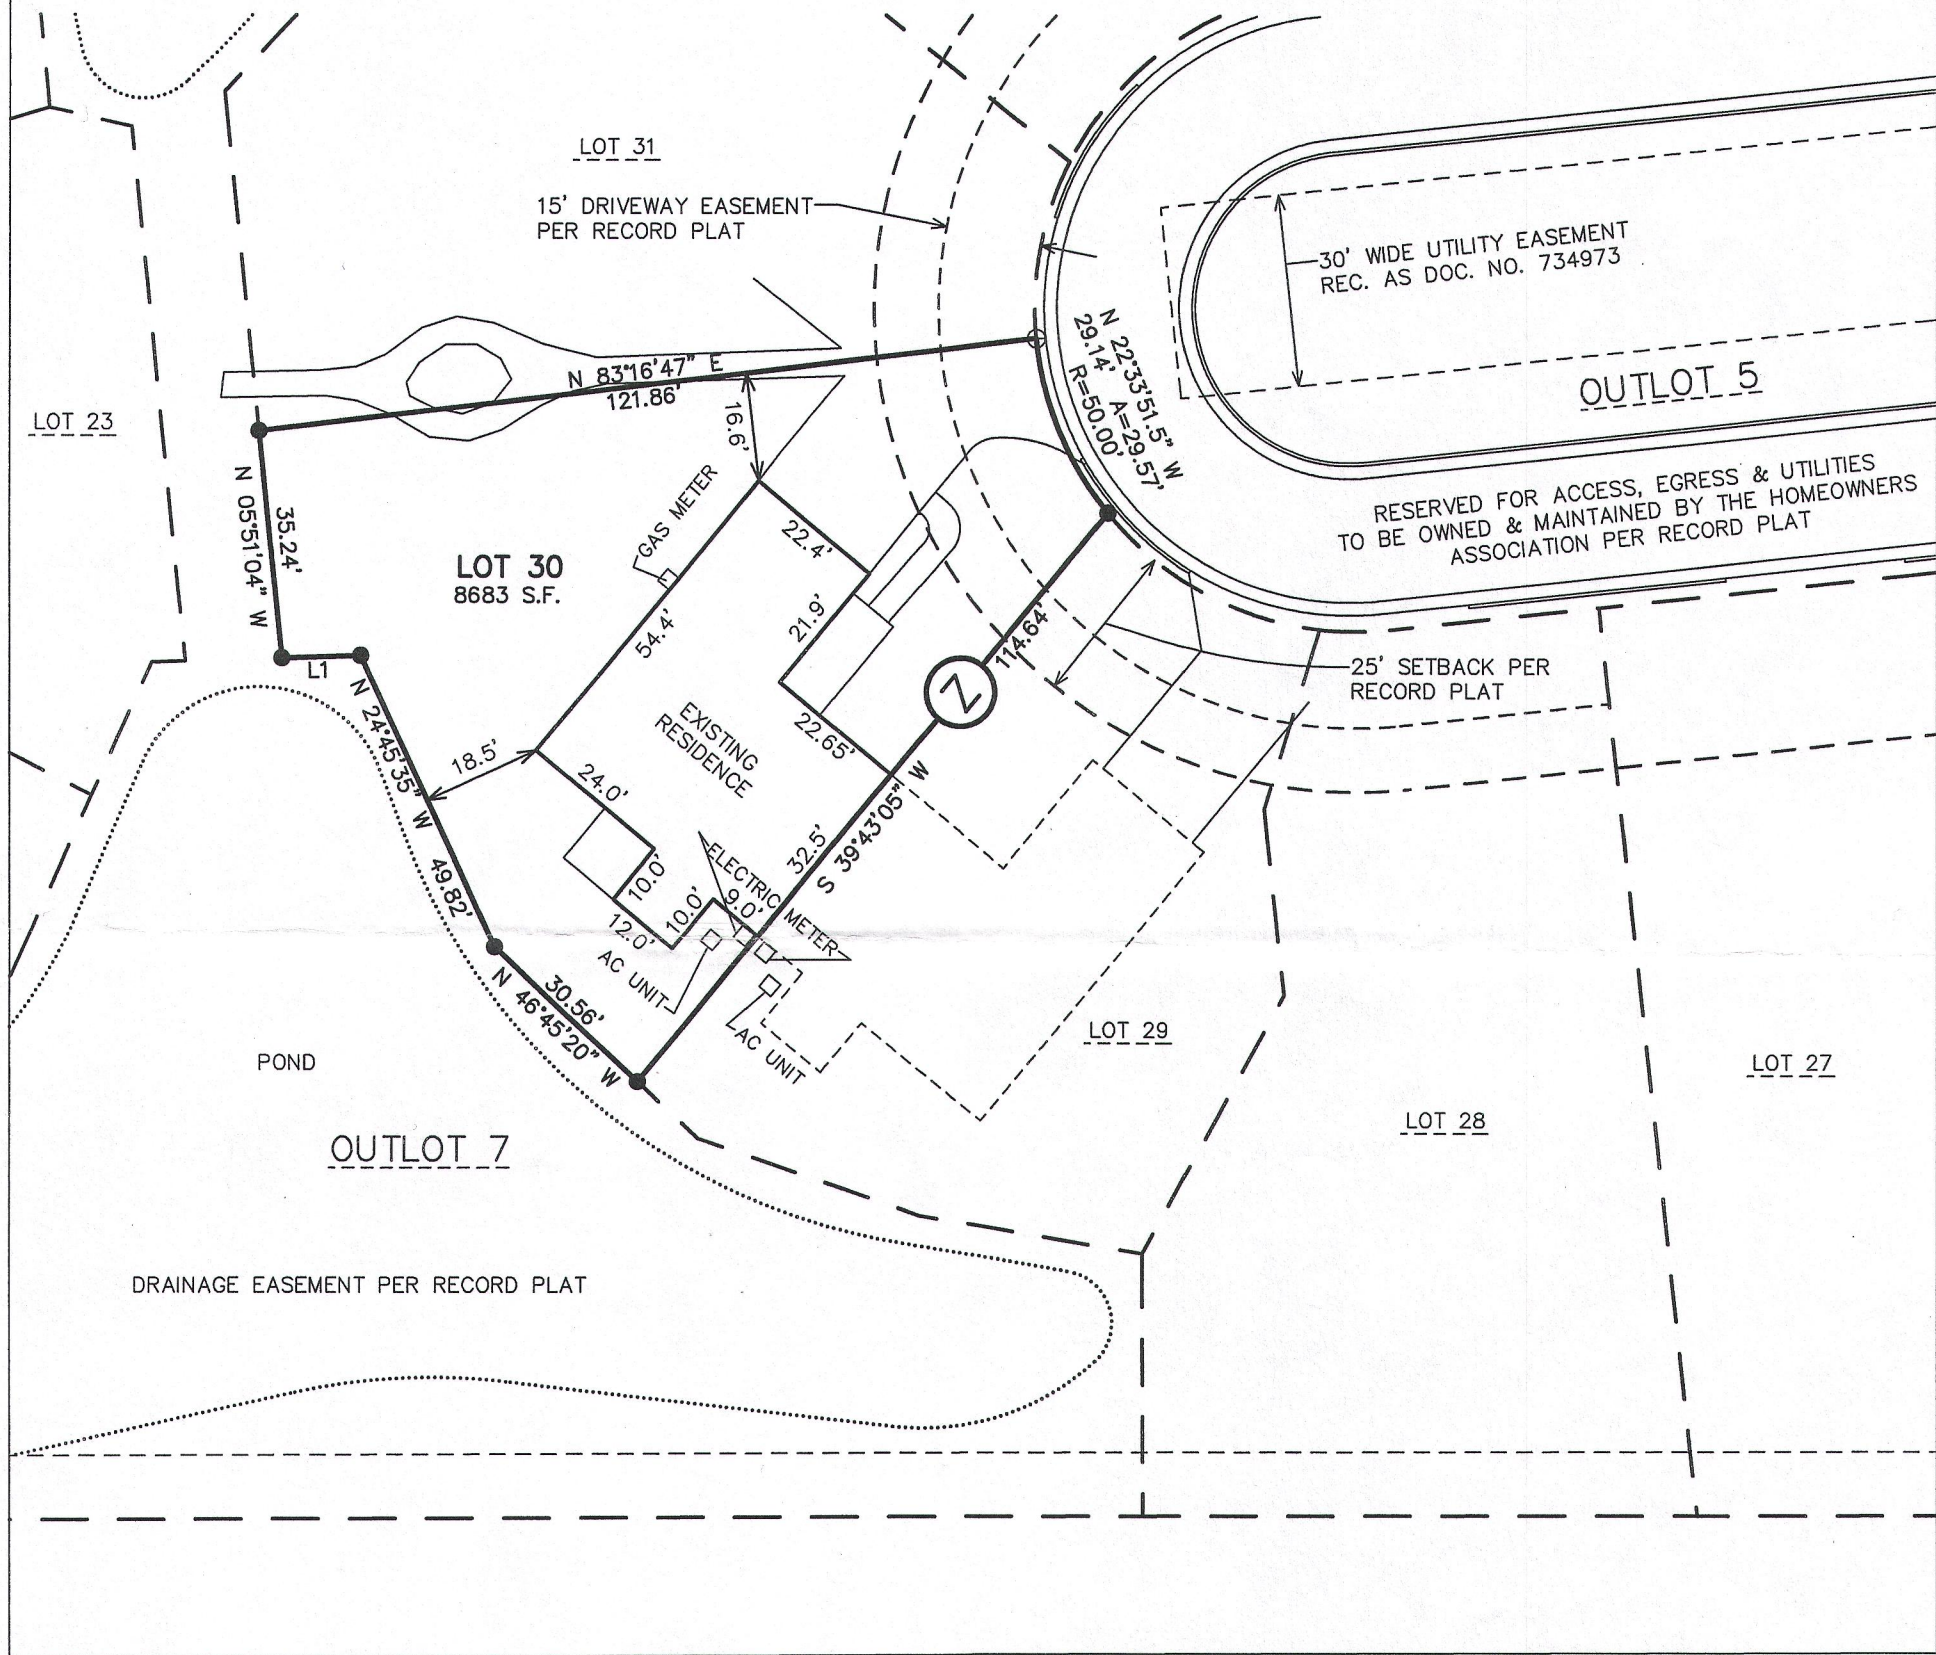 LOT 31
15' DRIVEWAY EASEMENT
PER RECORD PLAT
30' WIDE UTILITY EASEMENT
REC. AS DOC. NO. 734973
OUTLOT 5
N 22°33'51.5" W
29.14' A=29.57'
R=50.00'
RESERVED FOR ACCESS, EGRESS & UTILITIES
TO BE OWNED & MAINTAINED BY THE HOMEOWNERS
ASSOCIATION PER RECORD PLAT
N 83°16'47" E
121.86'
LOT 23
16.6'
GAS METER
N 05°51'04" W
35.24'
LOT 30
8683 S.F.
22.4'
21.9'
54.4'
114.64'
L1
25' SETBACK PER
RECORD PLAT
Z
N 24°45'35" W
49.82'
18.5'
EXISTING
RESIDENCE
22.65'
24.0'
32.5'
S 39°43'05" W
ELECTRIC METER
10.0'
10.0'
9.0'
12.0'
AC UNIT
AC UNIT
30.56'
N 46°45'20" W
LOT 29
LOT 28
LOT 27
POND
OUTLOT 7
DRAINAGE EASEMENT PER RECORD PLAT